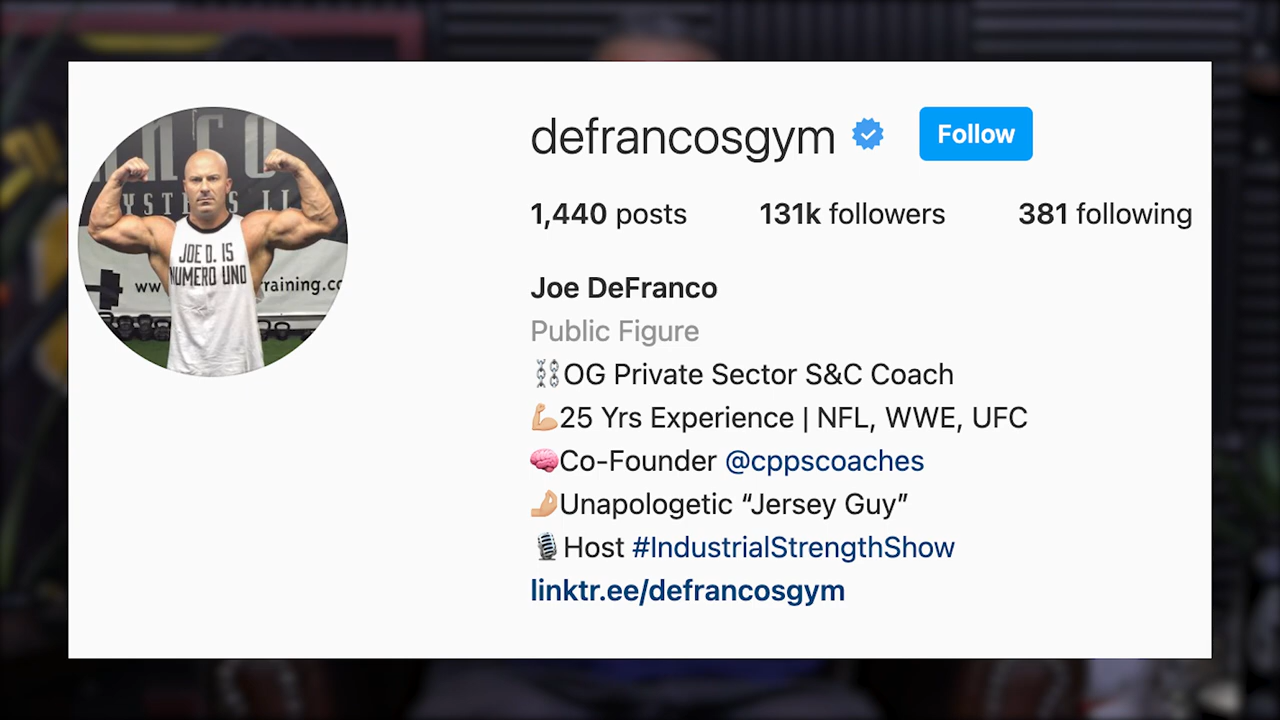 defrancosgym
Follow
1,440 posts 131k followers 381 following
Joe DeFranco
Public Figure
⛓⛓OG Private Sector S&C Coach
💪🏼25 Yrs Experience | NFL, WWE, UFC
🧠Co-Founder @cppscoaches
🤌🏼Unapologetic “Jersey Guy”
🎙Host #IndustrialStrengthShow
linktr.ee/defrancosgym
JOE D. IS
NUMERO UNO